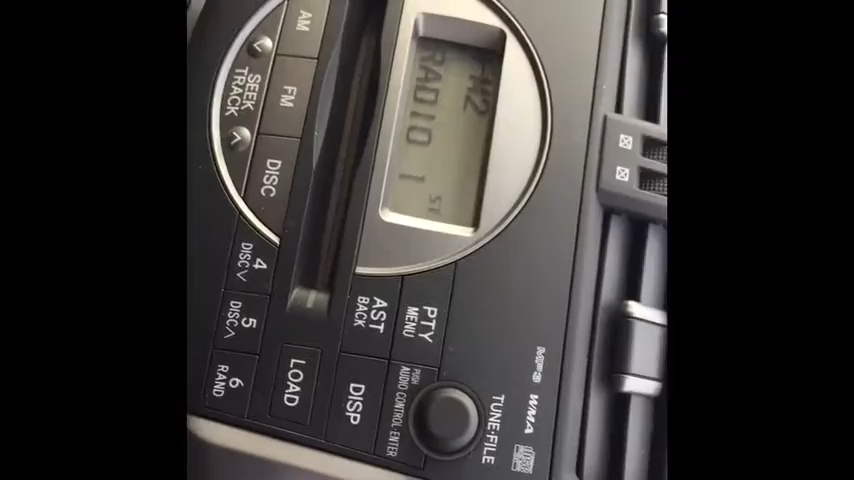 AM
SEEK
TRACK
FM
DISC
FM2
RADIO 1
ST
4
DISC
5
DISC
6
RAND
AST
BACK
PTY
MENU
LOAD
DISP
PUSH
AUDIO CONTROL·ENTER
TUNE·FILE
MP3 WMA